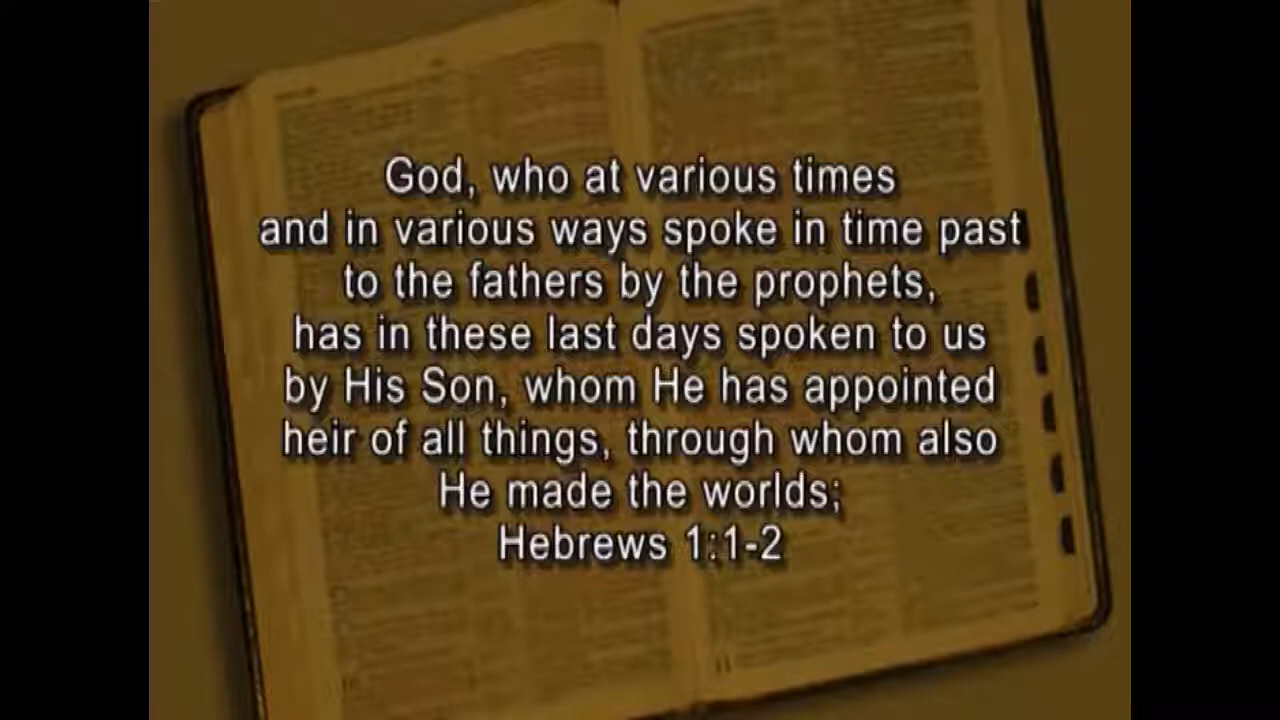 God, who at various times
and in various ways spoke in time past
to the fathers by the prophets,
has in these last days spoken to us
by His Son, whom He has appointed
heir of all things, through whom also
He made the worlds;
Hebrews 1:1-2